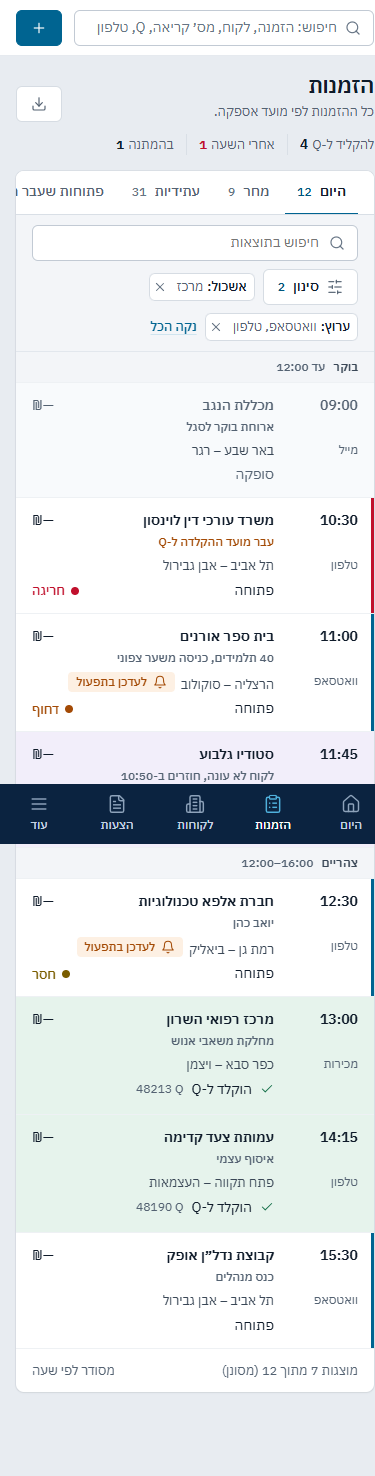 חיפוש: הזמנה, לקוח, מס׳ קריאה, Q, טלפון
הזמנות
כל ההזמנות לפי מועד אספקה.
להקליד ל-Q 4
אחרי השעה 1
בהמתנה 1
היום 12
מחר 9
עתידיות 31
פתוחות שעבר
חיפוש בתוצאות
סינון 2
אשכול: מרכז
ערוץ: וואטסאפ, טלפון
נקה הכל
בוקר עד 12:00
09:00 מכללת הנגב —₪
ארוחת בוקר לסגל
מייל באר שבע – רגר
סופקה
10:30 משרד עורכי דין לוינסון —₪
עבר מועד ההקלדה ל-Q
טלפון תל אביב – אבן גבירול
פתוחה חריגה
11:00 בית ספר אורנים —₪
40 תלמידים, כניסה משער צפוני
וואטסאפ הרצליה – סוקולוב לעדכן בתפעול
פתוחה דחוף
11:45 סטודיו גלבוע —₪
לקוח לא עונה, חוזרים ב-10:50
היום
הזמנות
לקוחות
הצעות
עוד
צהריים 12:00–16:00
12:30 חברת אלפא טכנולוגיות —₪
יואב כהן
טלפון רמת גן – ביאליק לעדכן בתפעול
פתוחה חסר
13:00 מרכז רפואי השרון —₪
מחלקת משאבי אנוש
מכירות כפר סבא – ויצמן
הוקלד ל-Q Q 48213
14:15 עמותת צעד קדימה —₪
איסוף עצמי
טלפון פתח תקווה – העצמאות
הוקלד ל-Q Q 48190
15:30 קבוצת נדל״ן אופק —₪
כנס מנהלים
וואטסאפ תל אביב – אבן גבירול
פתוחה
מוצגות 7 מתוך 12 (מסונן)
מסודר לפי שעה